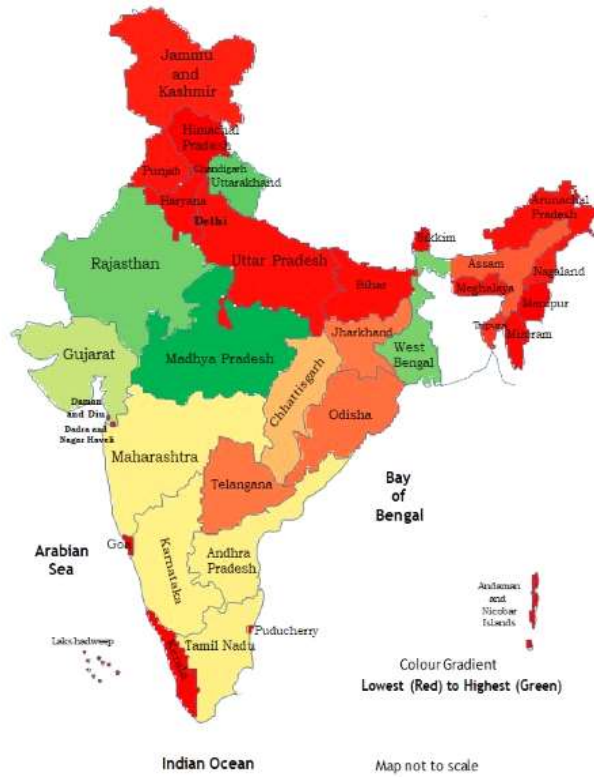 Jammu
and
Kashmir
Himachal
Pradesh
Punjab
Chandigarh
Uttarakhand
Haryana
Delhi
Rajasthan
Uttar Pradesh
Bihar
Sikkim
Arunachal
Pradesh
Assam
Nagaland
Meghalaya
Manipur
Tripura
Mizoram
Gujarat
Madhya Pradesh
Jharkhand
West
Bengal
Chhattisgarh
Daman
and Diu
Dadra and
Nagar Haveli
Odisha
Maharashtra
Telangana
Bay
of
Bengal
Arabian
Sea
Goa
Karnataka
Andhra
Pradesh
Andaman
and
Nicobar
Islands
Lakshadweep
Kerala
Tamil Nadu
Puducherry
Colour Gradient
Lowest (Red) to Highest (Green)
Indian Ocean
Map not to scale